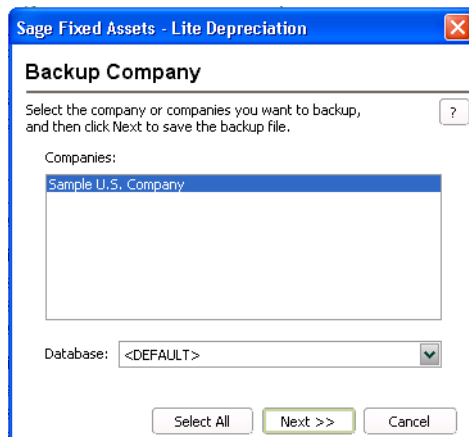 Sage Fixed Assets - Lite Depreciation
Backup Company
Select the company or companies you want to backup,
and then click Next to save the backup file.
?
Companies:
Sample U.S. Company
Database: <DEFAULT>
Select All Next >> Cancel